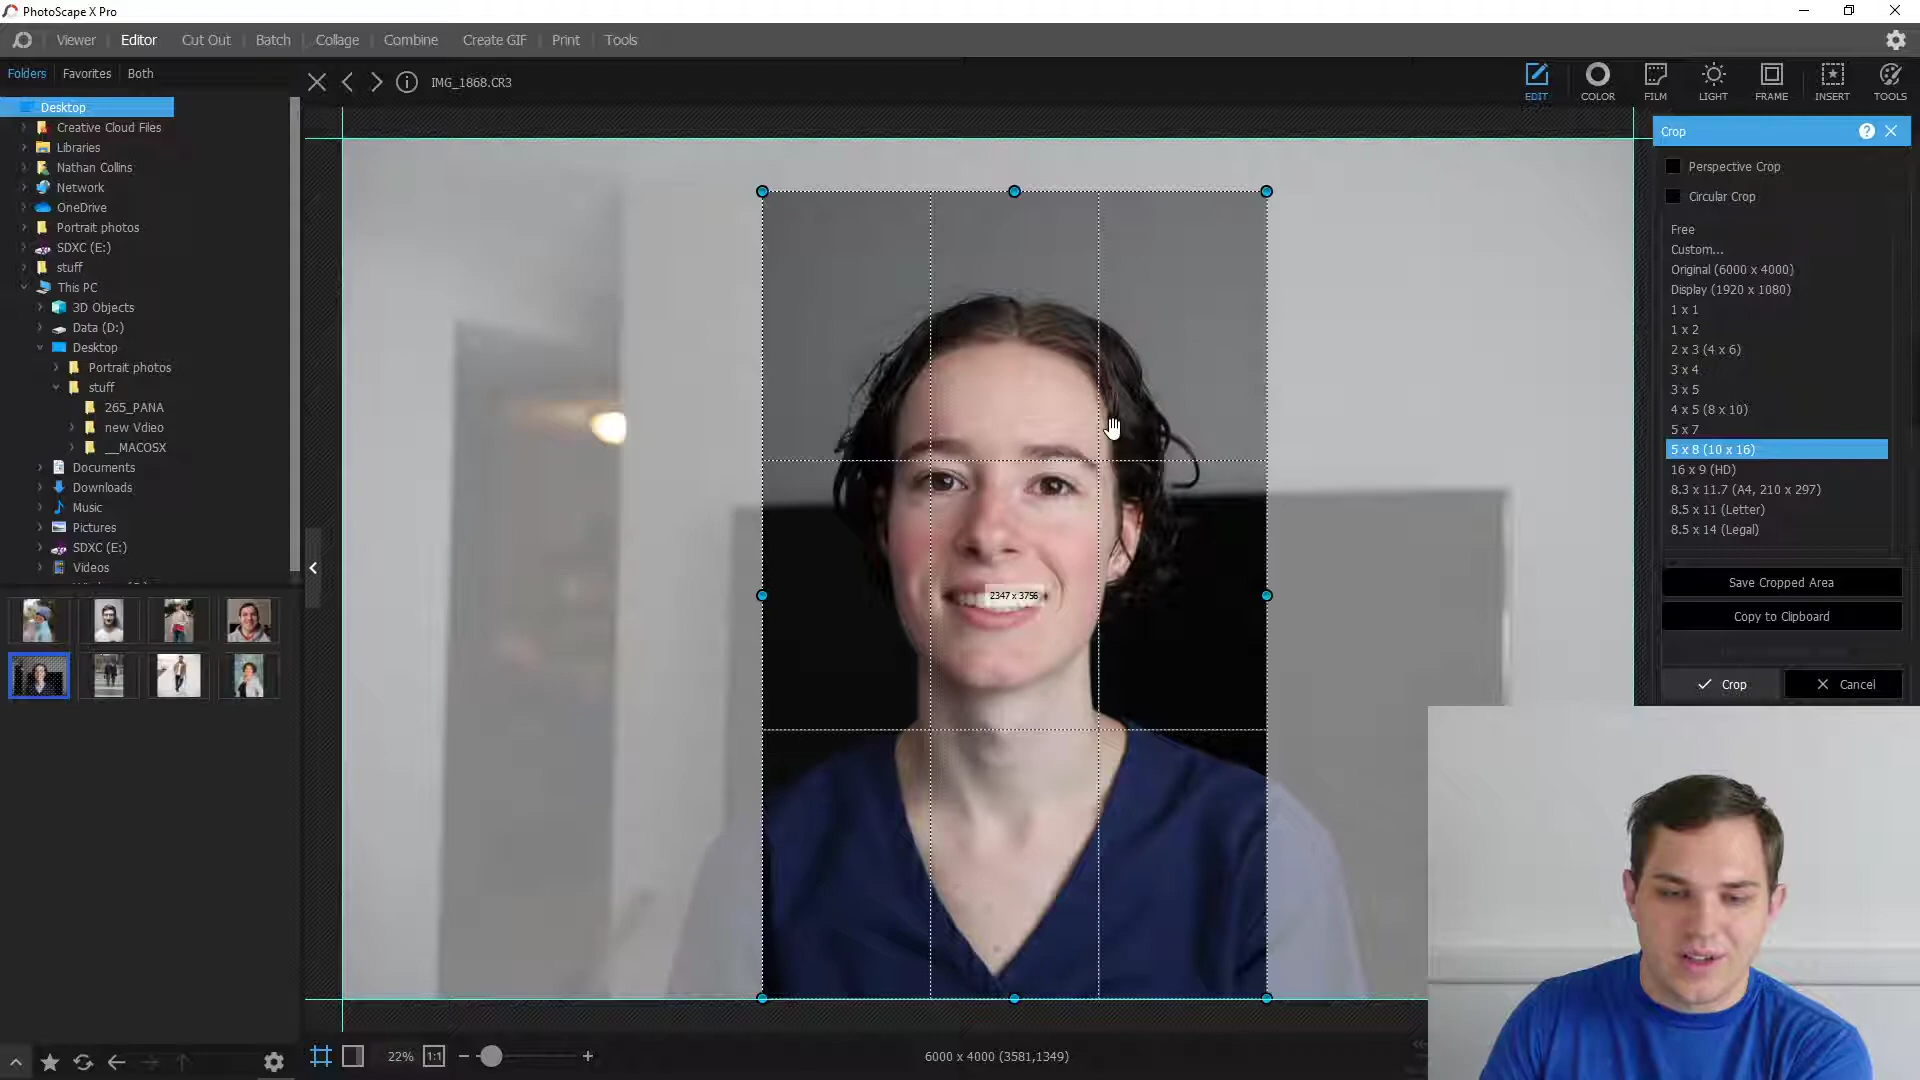 PhotoScape X Pro
Viewer Editor Cut Out Batch Collage Combine Create GIF Print Tools
Folders Favorites Both
IMG_1868.CR3
EDIT COLOR FILM LIGHT FRAME INSERT TOOLS
Desktop
Creative Cloud Files
Libraries
Nathan Collins
Network
OneDrive
Portrait photos
SDXC (E:)
stuff
This PC
3D Objects
Data (D:)
Desktop
Portrait photos
stuff
265_PANA
new Vdieo
__MACOSX
Documents
Downloads
Music
Pictures
SDXC (E:)
Videos
2347 x 3756
Crop
Perspective Crop
Circular Crop
Free
Custom...
Original (6000 x 4000)
Display (1920 x 1080)
1 x 1
1 x 2
2 x 3 (4 x 6)
3 x 4
3 x 5
4 x 5 (8 x 10)
5 x 7
5 x 8 (10 x 16)
16 x 9 (HD)
8.3 x 11.7 (A4, 210 x 297)
8.5 x 11 (Letter)
8.5 x 14 (Legal)
Save Cropped Area
Copy to Clipboard
Crop Cancel
22% 1:1 6000 x 4000 (3581,1349)